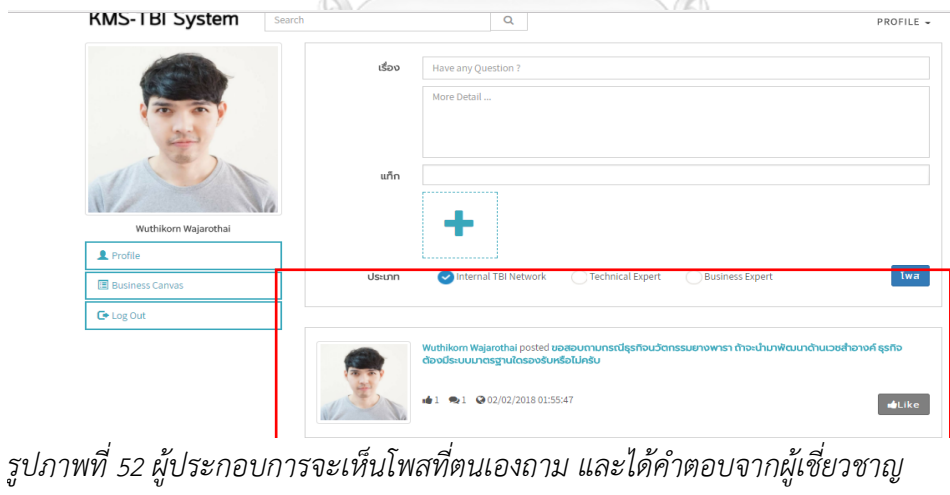 KMS-TBI System
Search
PROFILE
เรื่อง
Have any Question ?
More Detail ...
แท็ก
Wuthikorn Wajarothai
Profile
Business Canvas
Log Out
ประเภท
Internal TBI Network
Technical Expert
Business Expert
โพส
Wuthikorn Wajarothai posted ขอสอบถามกรณีธุรกิจนวัตกรรมยางพารา ถ้าจะนำมาพัฒนาด้านเวชสำอางค์ ธุรกิจ
ต้องมีระบบมาตรฐานใดรองรับหรือไม่ครับ
1 1 02/02/2018 01:55:47
Like
รูปภาพที่ 52 ผู้ประกอบการจะเห็นโพสที่ตนเองถาม และได้คำตอบจากผู้เชี่ยวชาญ